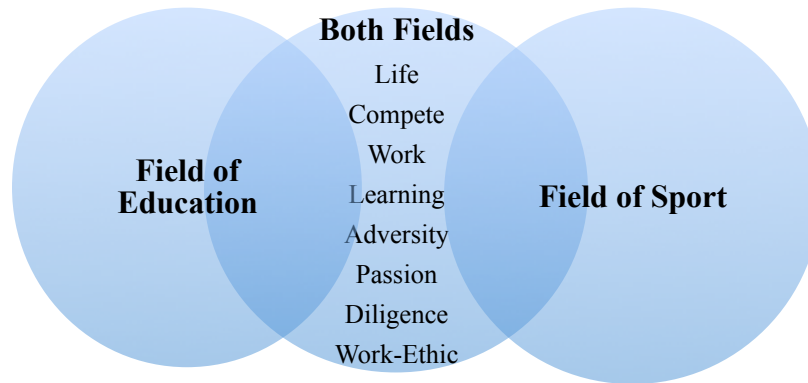 Both Fields
Life
Compete
Work
Learning
Adversity
Passion
Diligence
Work-Ethic
Field of
Education
Field of Sport